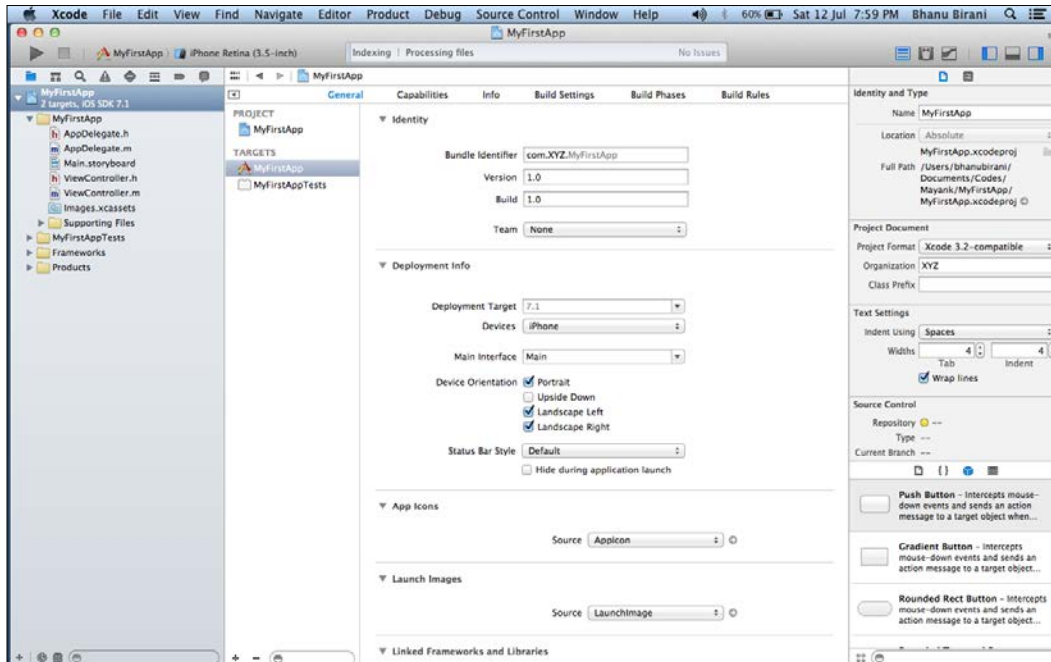 Xcode File Edit View Find Navigate Editor Product Debug Source Control Window Help 60% Sat 12 Jul 7:59 PM Bhanu Birani
MyFirstApp
MyFirstApp iPhone Retina (3.5-inch) Indexing | Processing files No Issues
MyFirstApp
2 targets, iOS SDK 7.1
MyFirstApp
AppDelegate.h
AppDelegate.m
Main.storyboard
ViewController.h
ViewController.m
Images.xcassets
Supporting Files
MyFirstAppTests
Frameworks
Products
MyFirstApp
General Capabilities Info Build Settings Build Phases Build Rules
PROJECT
MyFirstApp
TARGETS
MyFirstApp
MyFirstAppTests
Identity
Bundle Identifier com.XYZ.MyFirstApp
Version 1.0
Build 1.0
Team None
Deployment Info
Deployment Target 7.1
Devices iPhone
Main Interface Main
Device Orientation Portrait
Upside Down
Landscape Left
Landscape Right
Status Bar Style Default
Hide during application launch
App Icons
Source AppIcon
Launch Images
Source LaunchImage
Linked Frameworks and Libraries
Identity and Type
Name MyFirstApp
Location Absolute
MyFirstApp.xcodeproj
Full Path /Users/bhanubirani/
Documents/Codes/
Mayank/MyFirstApp/
MyFirstApp.xcodeproj
Project Document
Project Format Xcode 3.2-compatible
Organization XYZ
Class Prefix
Text Settings
Indent Using Spaces
Widths 4 4
Tab Indent
Wrap lines
Source Control
Repository --
Type --
Current Branch --
{}
Push Button - Intercepts mouse-
down events and sends an action
message to a target object when...
Gradient Button - Intercepts
mouse-down events and sends an
action message to a target object...
Rounded Rect Button - Intercepts
mouse-down events and sends an
action message to a target object...